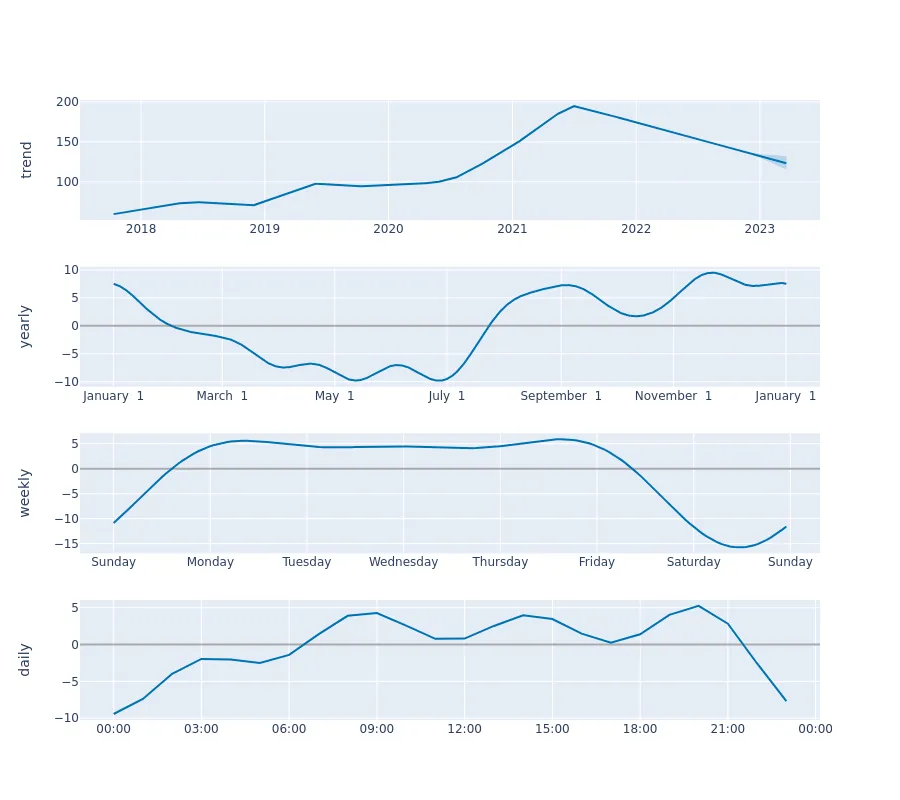 trend
200
150
100
2018 2019 2020 2021 2022 2023
yearly
10
5
0
−5
−10
January 1 March 1 May 1 July 1 September 1 November 1 January 1
weekly
5
0
−5
−10
−15
Sunday Monday Tuesday Wednesday Thursday Friday Saturday Sunday
daily
5
0
−5
−10
00:00 03:00 06:00 09:00 12:00 15:00 18:00 21:00 00:00